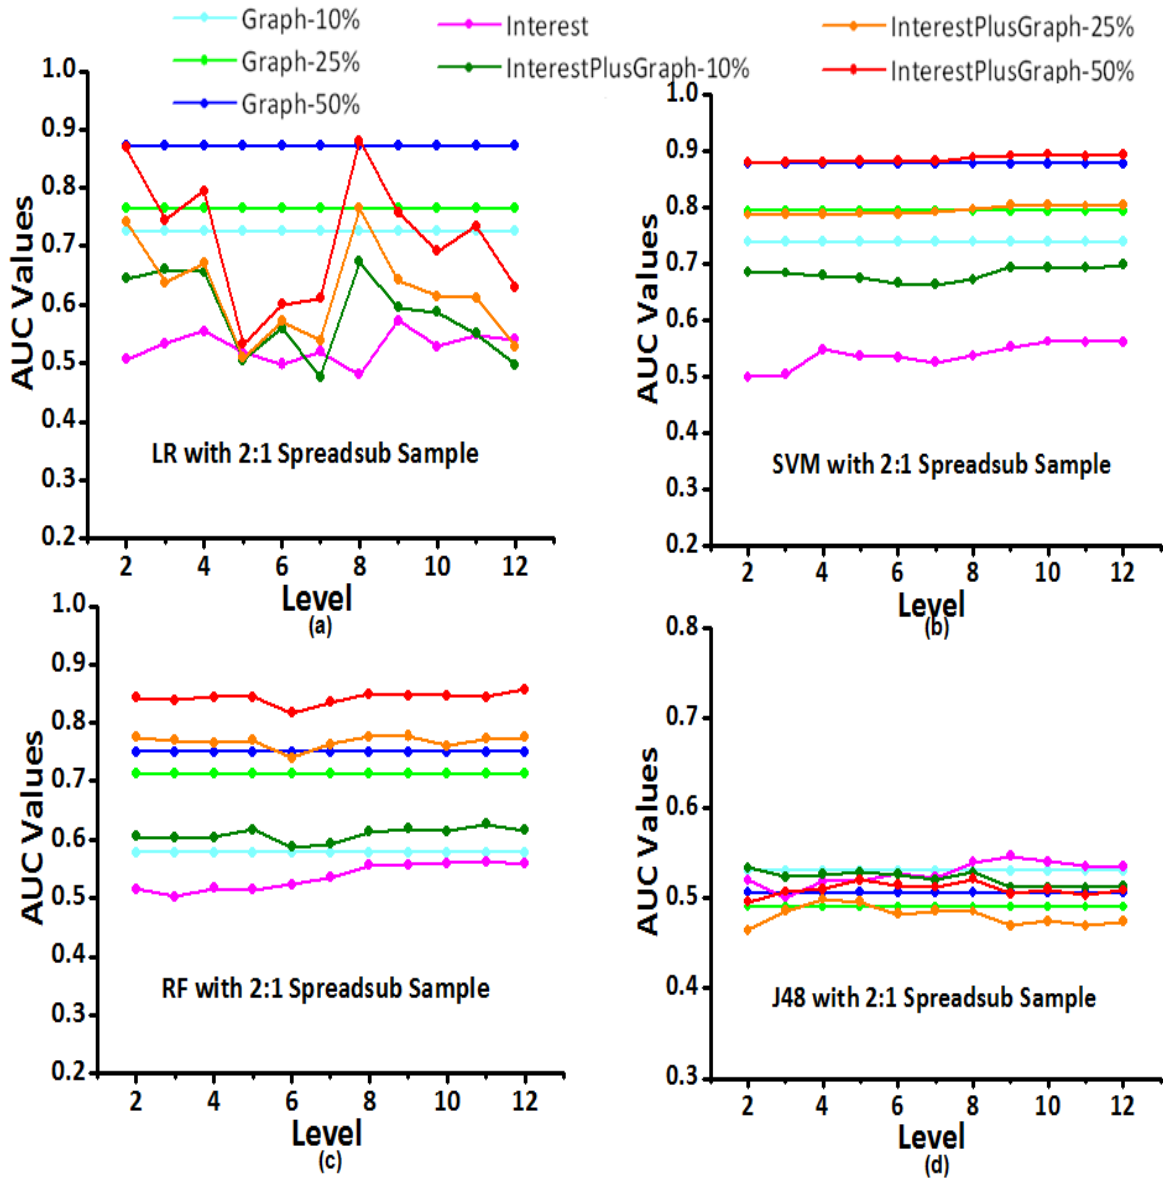 Graph-10%
Graph-25%
Graph-50%
Interest
InterestPlusGraph-10%
InterestPlusGraph-25%
InterestPlusGraph-50%
1.0
0.9
0.8
0.7
0.6
0.5
0.4
0.3
0.2
AUC Values
LR with 2:1 Spreadsub Sample
2 4 6 8 10 12
Level
(a)
1.0
0.9
0.8
0.7
0.6
0.5
0.4
0.3
0.2
AUC Values
SVM with 2:1 Spreadsub Sample
2 4 6 8 10 12
Level
(b)
1.0
0.9
0.8
0.7
0.6
0.5
0.4
0.3
0.2
AUC Values
RF with 2:1 Spreadsub Sample
2 4 6 8 10 12
Level
(c)
0.8
0.7
0.6
0.5
0.4
0.3
AUC Values
J48 with 2:1 Spreadsub Sample
2 4 6 8 10 12
Level
(d)